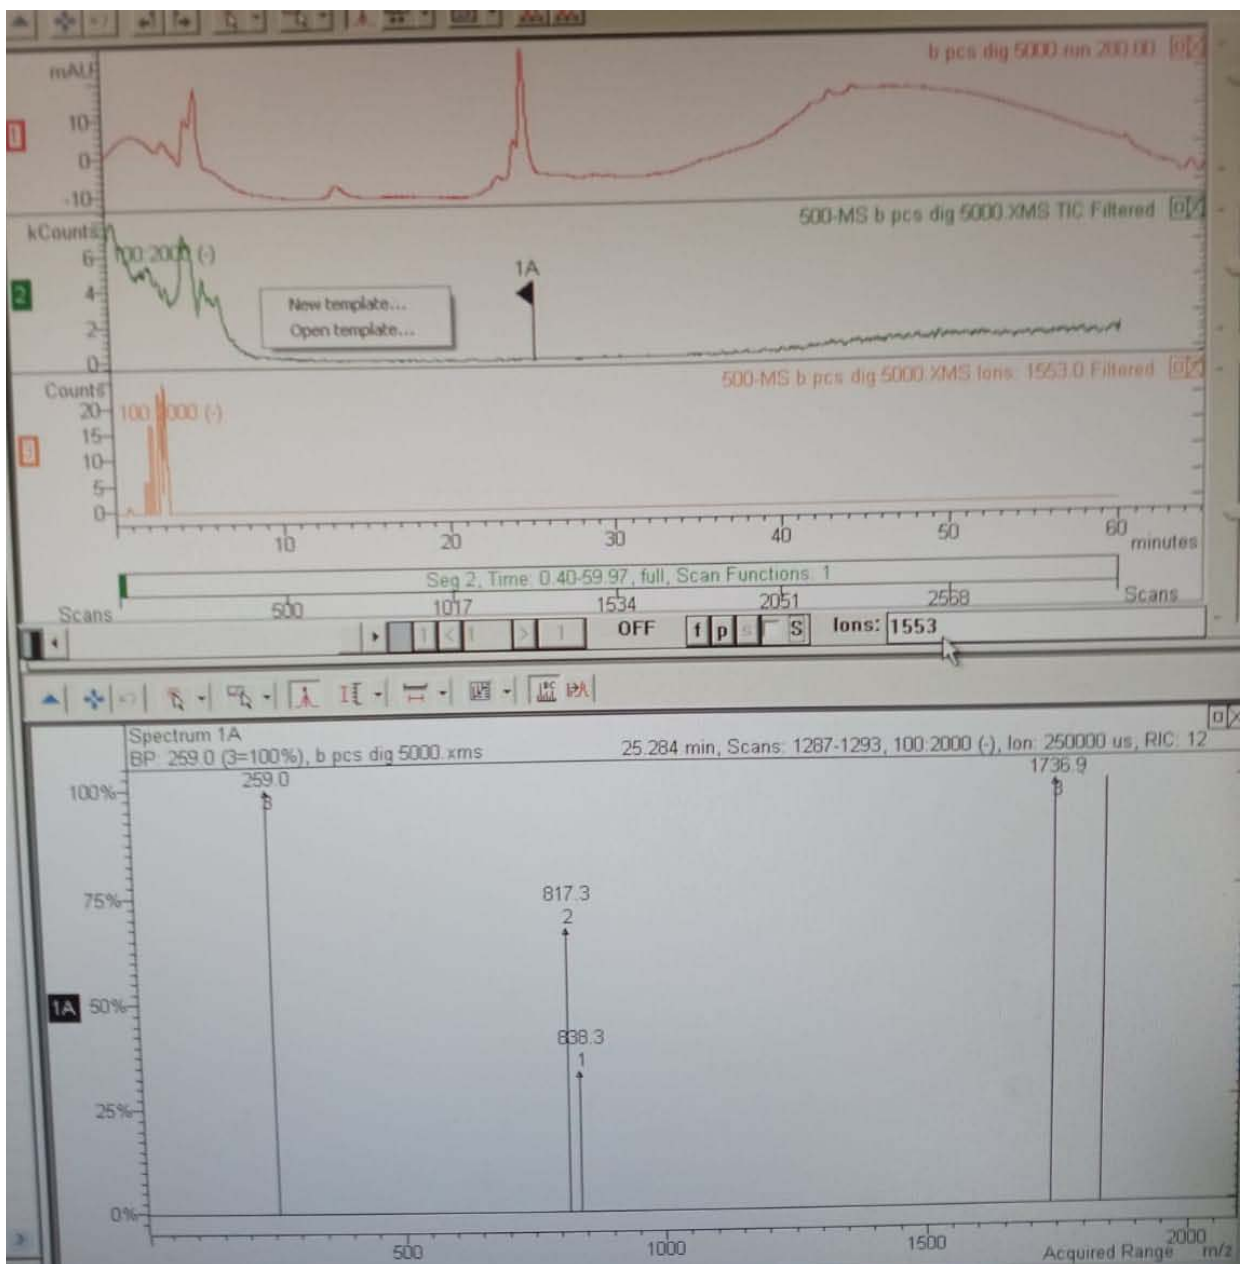 b pcs dig 5000.run 200.00
mAU
10
0
-10
1
500-MS b pcs dig 5000.XMS TIC Filtered
kCounts
100:2000 (-)
6
4
2
0
2
1A
New template...
Open template...
500-MS b pcs dig 5000.XMS Ions: 1553.0 Filtered
Counts
20
15
10
5
0
3
10
20
30
40
50
60
minutes
Seg 2, Time: 0.40-59.97, full, Scan Functions: 1
Scans
500
1017
1534
2051
2568
Scans
OFF
f p s S
Ions: 1553
Spectrum 1A
BP: 259.0 (3=100%), b pcs dig 5000.xms
25.284 min, Scans: 1287-1293, 100:2000 (-), Ion: 250000 us, RIC: 12
100%
259.0
3
1736.9
3
75%
817.3
2
1A
50%
838.3
1
25%
0%
500
1000
1500
2000
Acquired Range
m/z